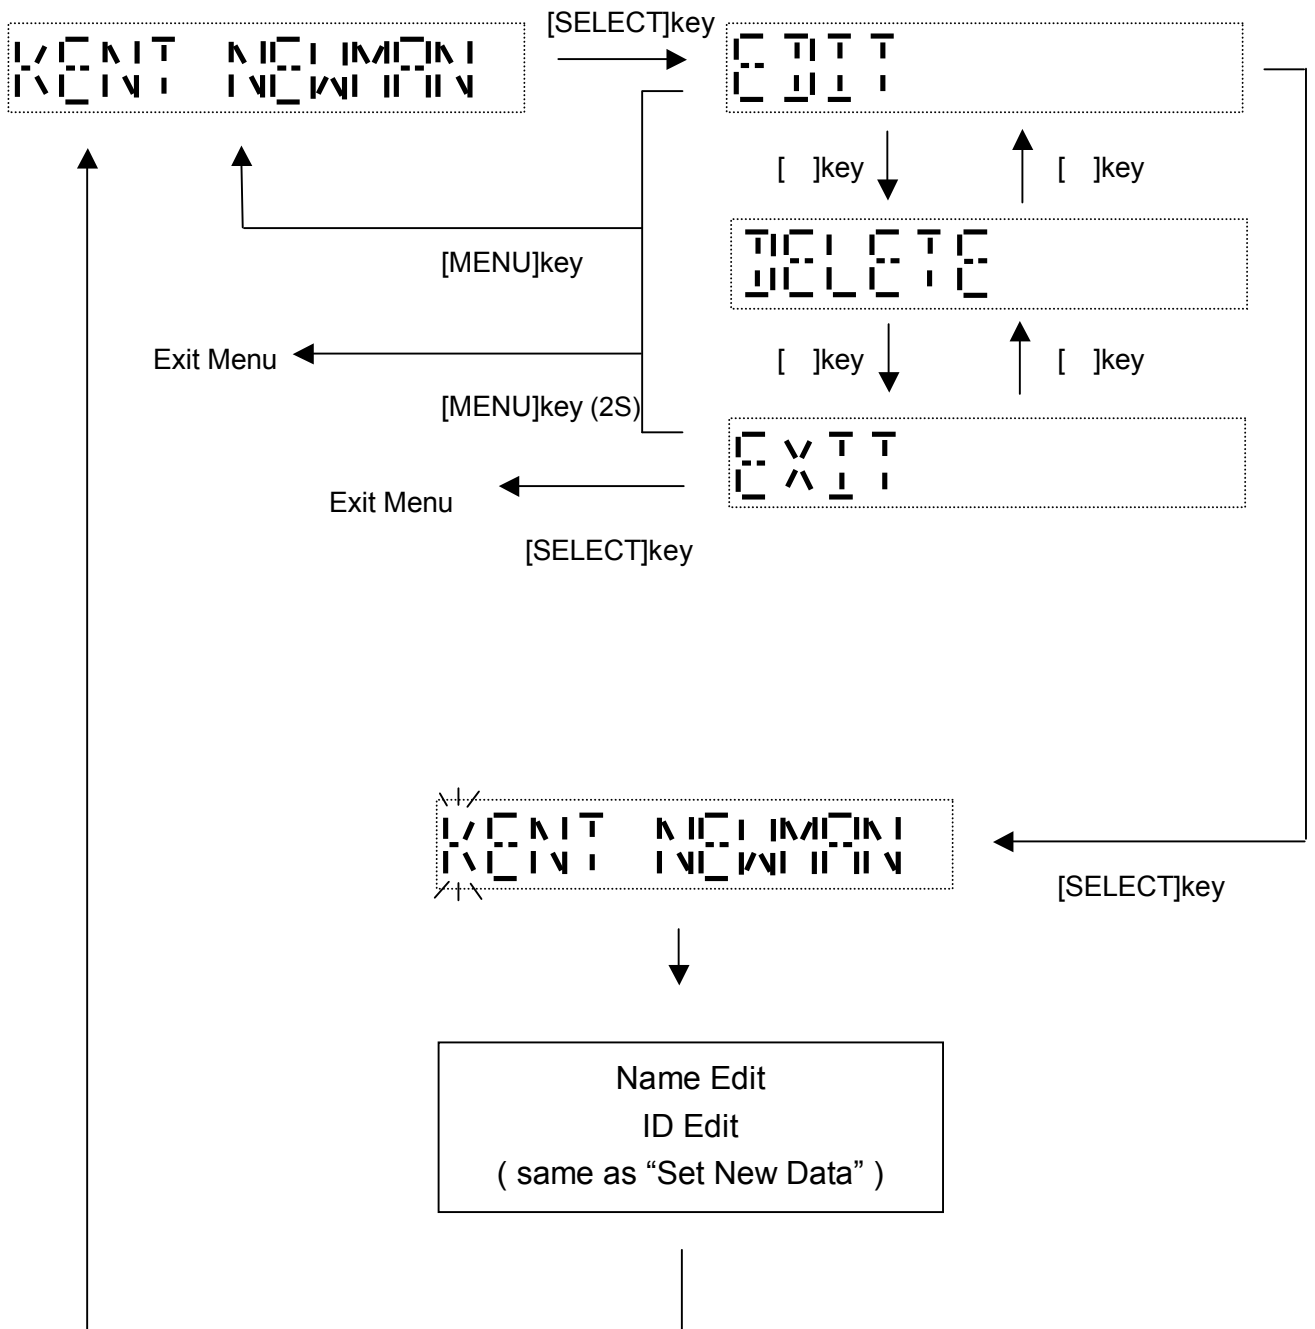 [SELECT]key
KENT NEWMAN
EDIT
[ ]key
[ ]key
DELETE
[MENU]key
Exit Menu
[ ]key
[ ]key
[MENU]key (2S)
EXIT
Exit Menu
[SELECT]key
KENT NEWMAN
[SELECT]key
Name Edit
ID Edit
( same as “Set New Data” )